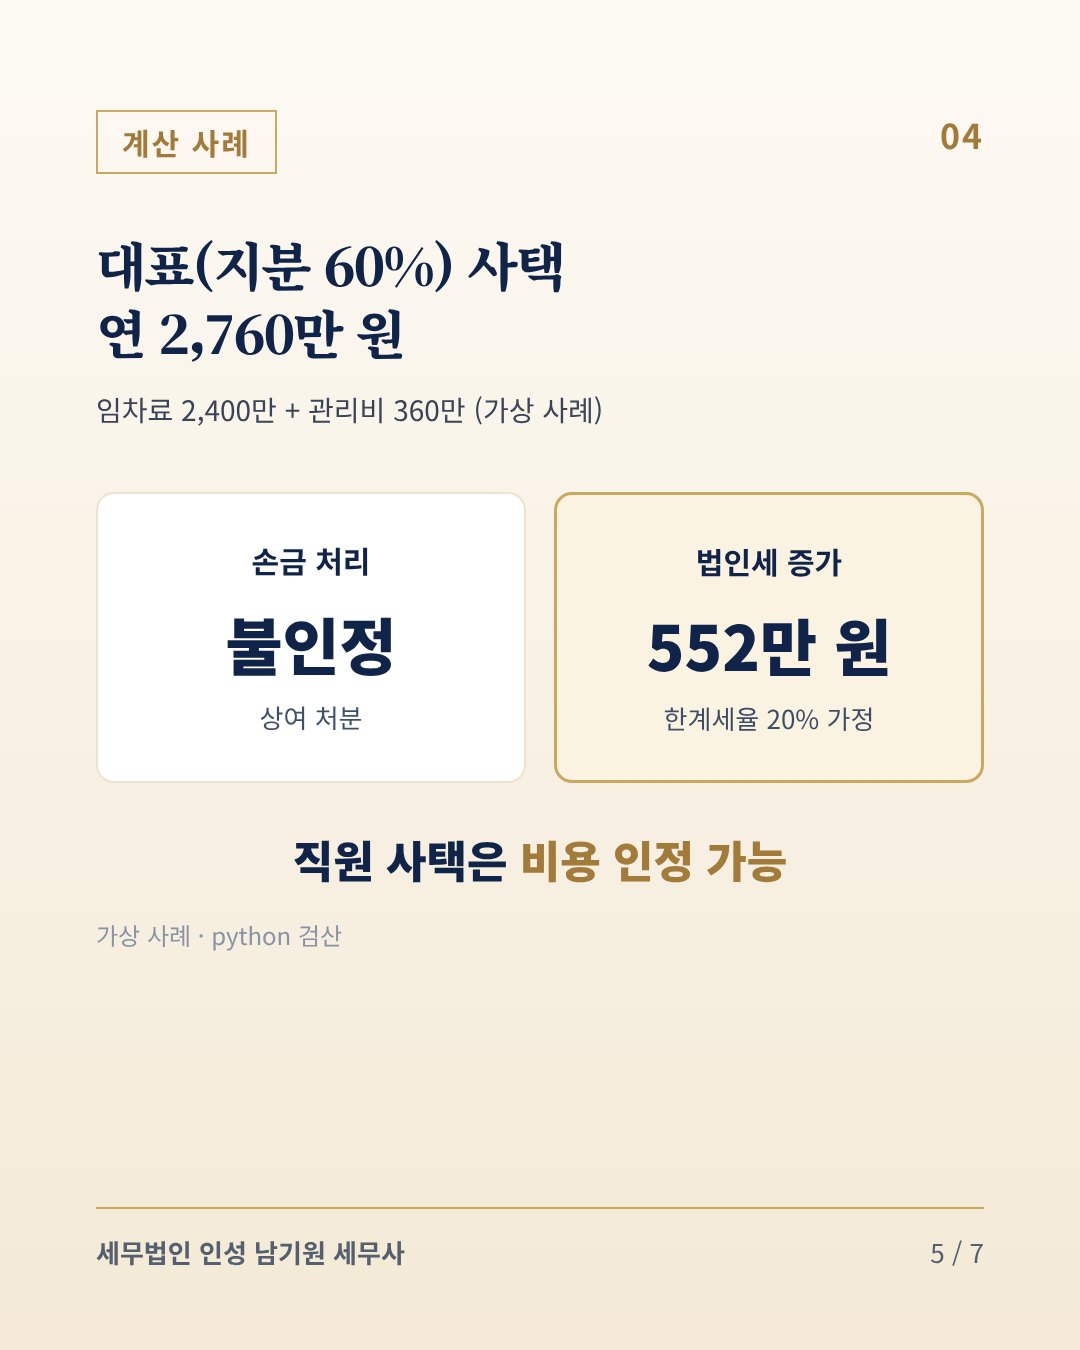 계산 사례
04
대표(지분 60%) 사택
연 2,760만 원
임차료 2,400만 + 관리비 360만 (가상 사례)
손금 처리
불인정
상여 처분
법인세 증가
552만 원
한계세율 20% 가정
직원 사택은 비용 인정 가능
가상 사례 · python 검산
세무법인 인성 남기원 세무사
5 / 7